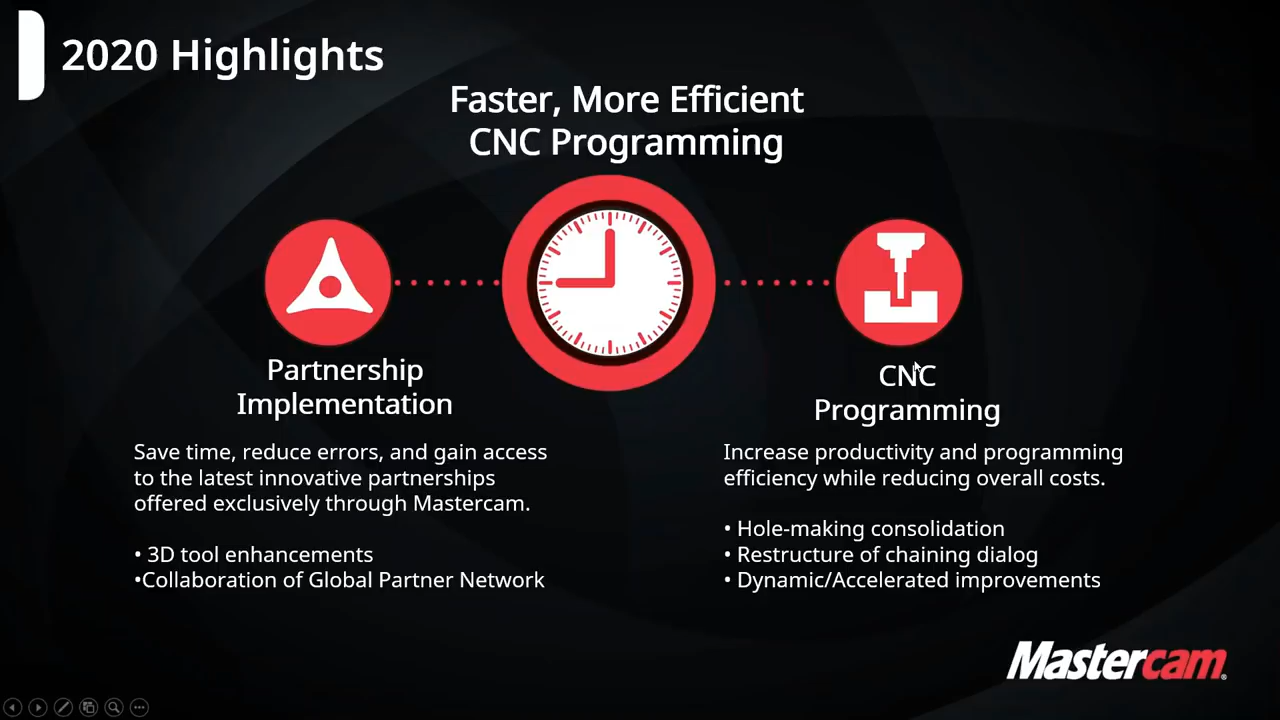 2020 Highlights
Faster, More Efficient
CNC Programming
Partnership
Implementation
Save time, reduce errors, and gain access
to the latest innovative partnerships
offered exclusively through Mastercam.
• 3D tool enhancements
•Collaboration of Global Partner Network
CNC
Programming
Increase productivity and programming
efficiency while reducing overall costs.
• Hole-making consolidation
• Restructure of chaining dialog
• Dynamic/Accelerated improvements
Mastercam®